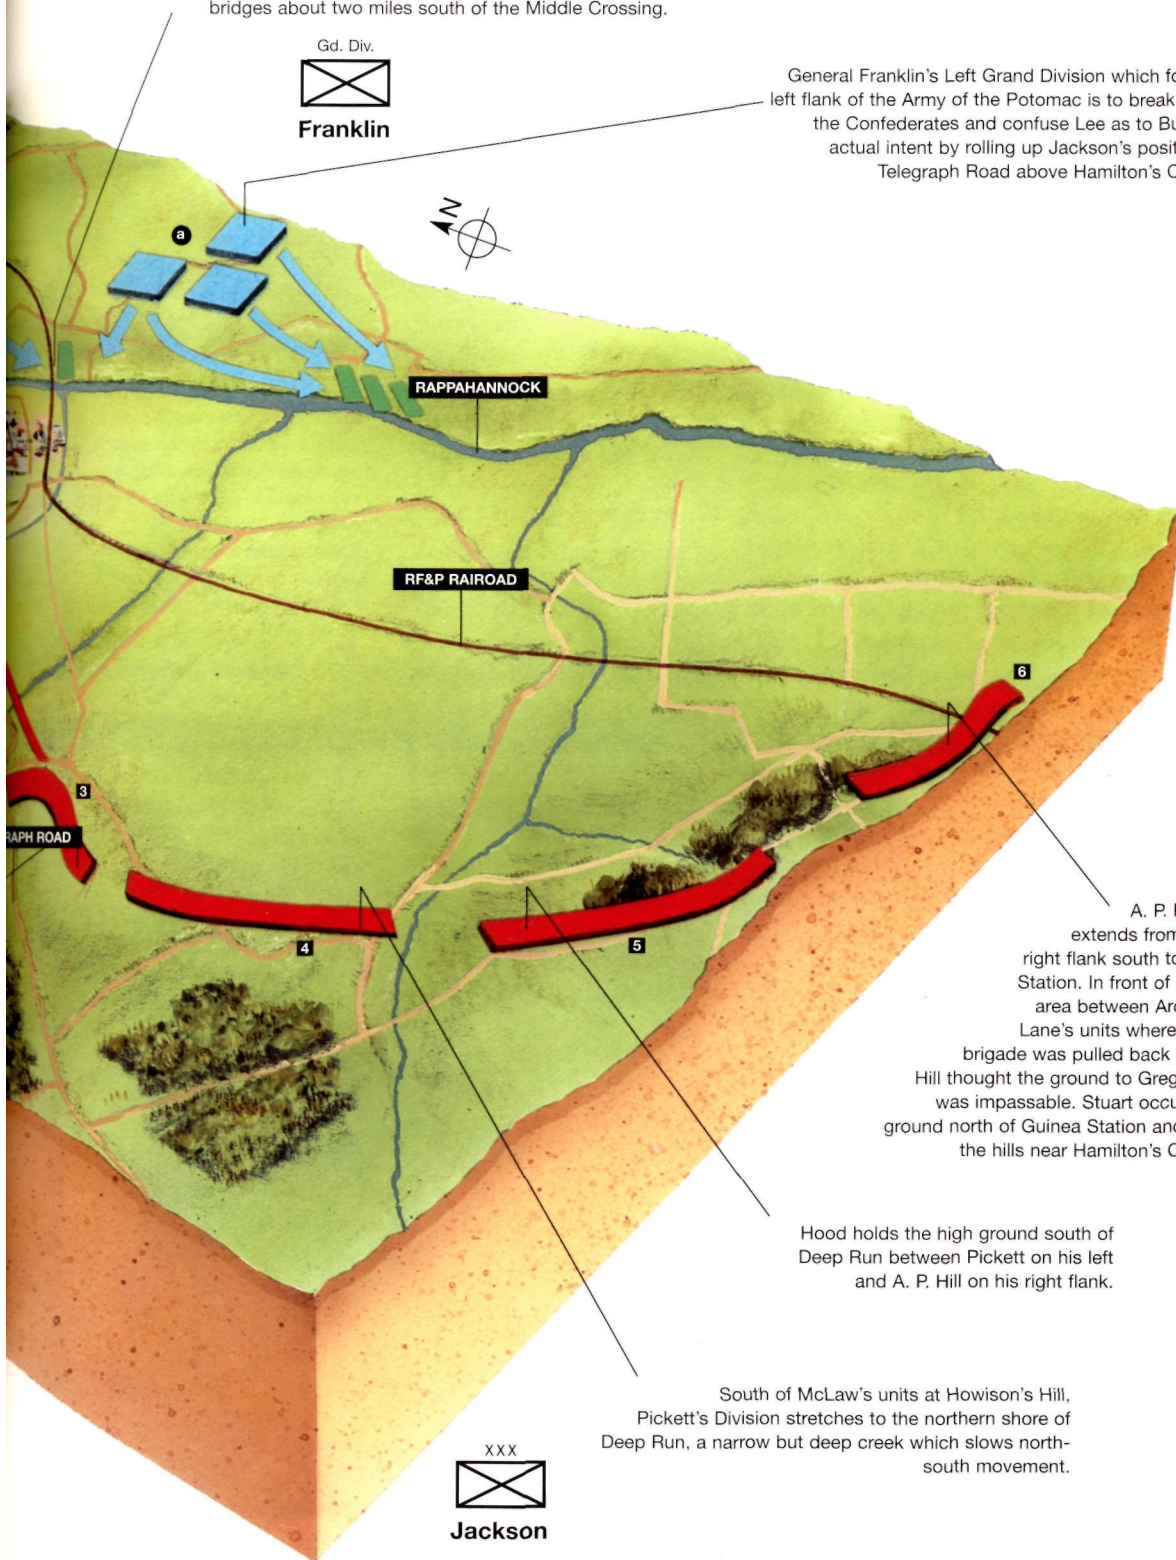 bridges about two miles south of the Middle Crossing.
Gd. Div.
Franklin
General Franklin's Left Grand Division which
left flank of the Army of the Potomac is to break
the Confederates and confuse Lee as to
actual intent by rolling up Jackson's
Telegraph Road above Hamilton's
N
a
RAPPAHANNOCK
RF&P RAIROAD
6
3
ROAD
4
5
A. P.
extends from
right flank south
Station. In front of
area between
Lane's units where
brigade was pulled back
Hill thought the ground to
was impassable. Stuart
ground north of Guinea Station
the hills near Hamilton's
Hood holds the high ground south of
Deep Run between Pickett on his left
and A. P. Hill on his right flank.
South of McLaw's units at Howison's Hill,
Pickett's Division stretches to the northern shore of
Deep Run, a narrow but deep creek which slows north-
south movement.
XXX
Jackson